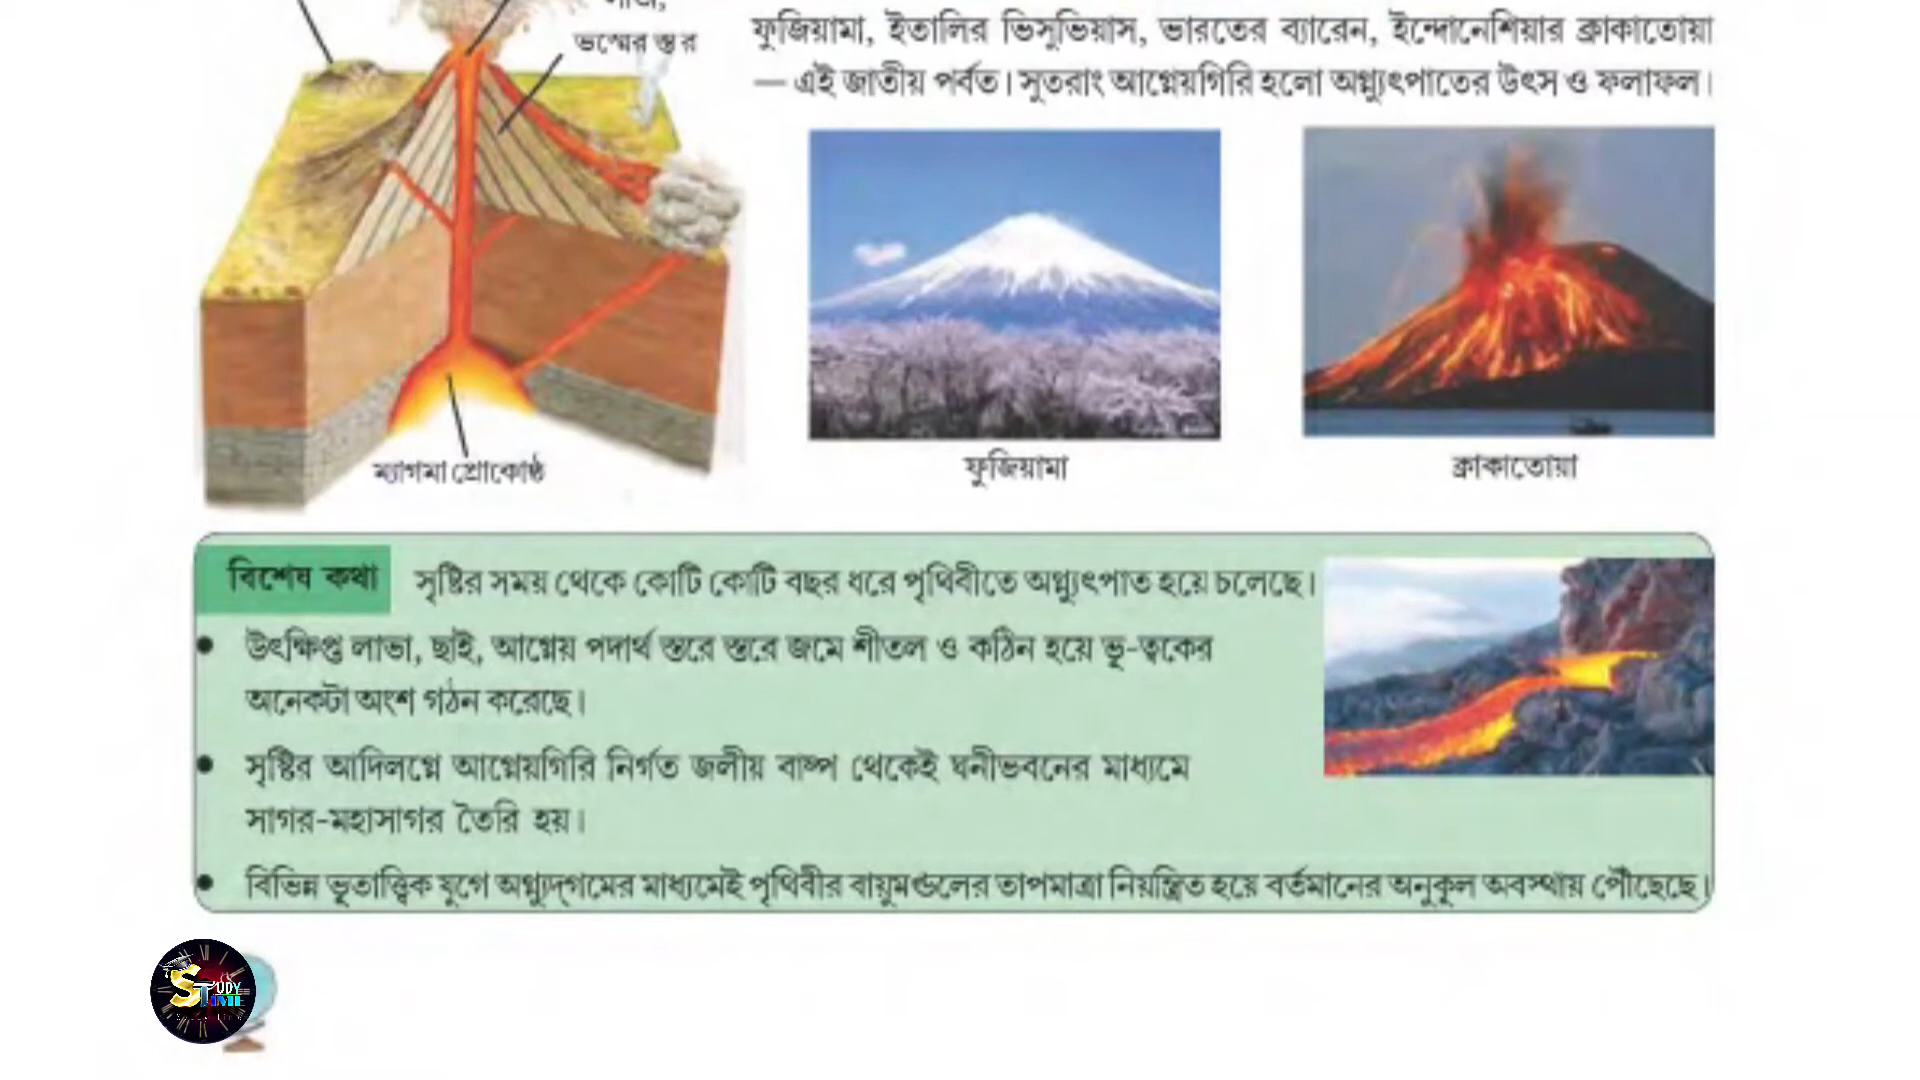 লাভা,
ভস্মের স্তর
ফুজিয়ামা, ইতালির ভিসুভিয়াস, ভারতের ব্যারেন, ইন্দোনেশিয়ার ক্রাকাতোয়া
— এই জাতীয় পর্বত। সুতরাং আগ্নেয়গিরি হলো অগ্ন্যুৎপাতের উৎস ও ফলাফল।
ম্যাগমা প্রোকোষ্ঠ
ফুজিয়ামা
ক্রাকাতোয়া
বিশেষ কথা সৃষ্টির সময় থেকে কোটি কোটি বছর ধরে পৃথিবীতে অগ্ন্যুৎপাত হয়ে চলেছে।
• উৎক্ষিপ্ত লাভা, ছাই, আগ্নেয় পদার্থ স্তরে স্তরে জমে শীতল ও কঠিন হয়ে ভূ-ত্বকের
অনেকটা অংশ গঠন করেছে।
• সৃষ্টির আদিলগ্নে আগ্নেয়গিরি নির্গত জলীয় বাষ্প থেকেই ঘনীভবনের মাধ্যমে
সাগর-মহাসাগর তৈরি হয়।
• বিভিন্ন ভূতাত্ত্বিক যুগে অগ্ন্যুদ্‌গমের মাধ্যমেই পৃথিবীর বায়ুমণ্ডলের তাপমাত্রা নিয়ন্ত্রিত হয়ে বর্তমানের অনুকূল অবস্থায় পৌঁছেছে।
STUDY
TIME